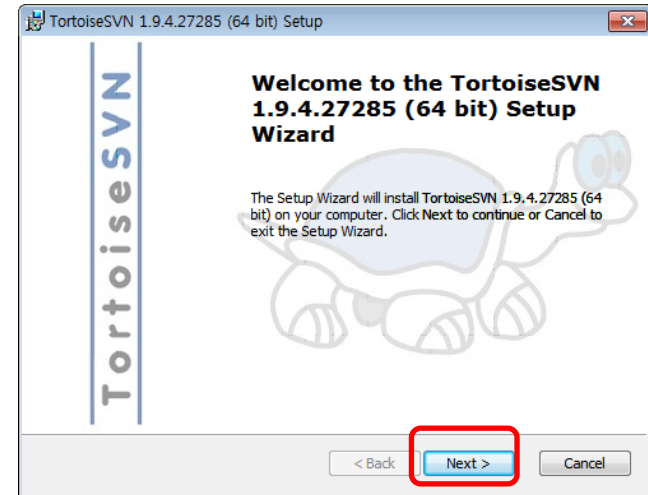 TortoiseSVN 1.9.4.27285 (64 bit) Setup
TortoiseSVN
Welcome to the TortoiseSVN
1.9.4.27285 (64 bit) Setup
Wizard
The Setup Wizard will install TortoiseSVN 1.9.4.27285 (64
bit) on your computer. Click Next to continue or Cancel to
exit the Setup Wizard.
< Back Next > Cancel